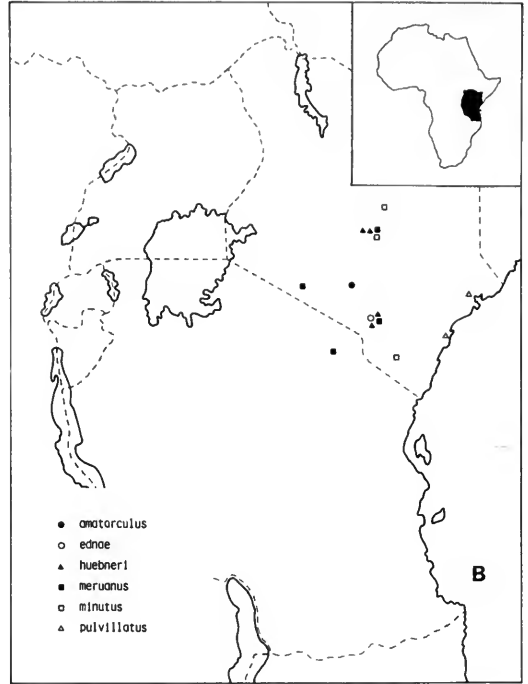 amatorculus
ednae
huebneri
meruanus
minutus
pulvillatus
B